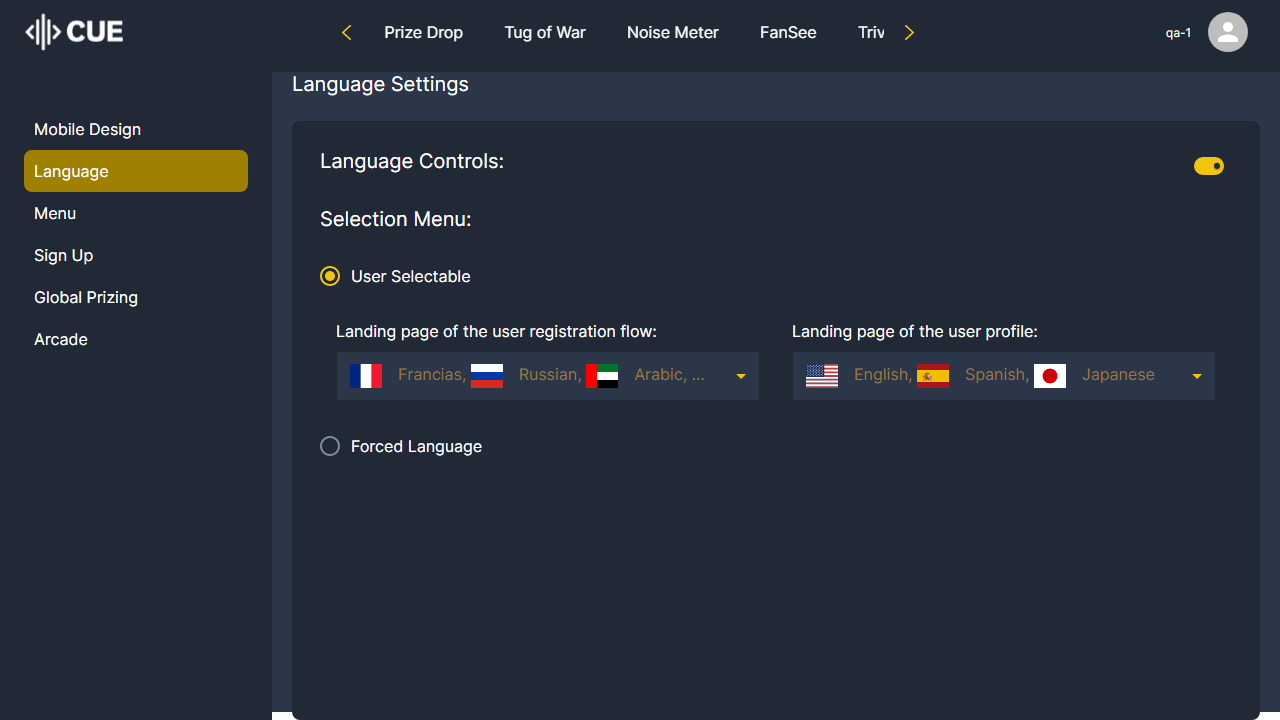 CUE
Prize Drop
Tug of War
Noise Meter
FanSee
Triv
qa-1
Mobile Design
Language
Menu
Sign Up
Global Prizing
Arcade
Language Settings
Language Controls:
Selection Menu:
User Selectable
Landing page of the user registration flow:
Francias, Russian, Arabic, ...
Landing page of the user profile:
English, Spanish, Japanese
Forced Language